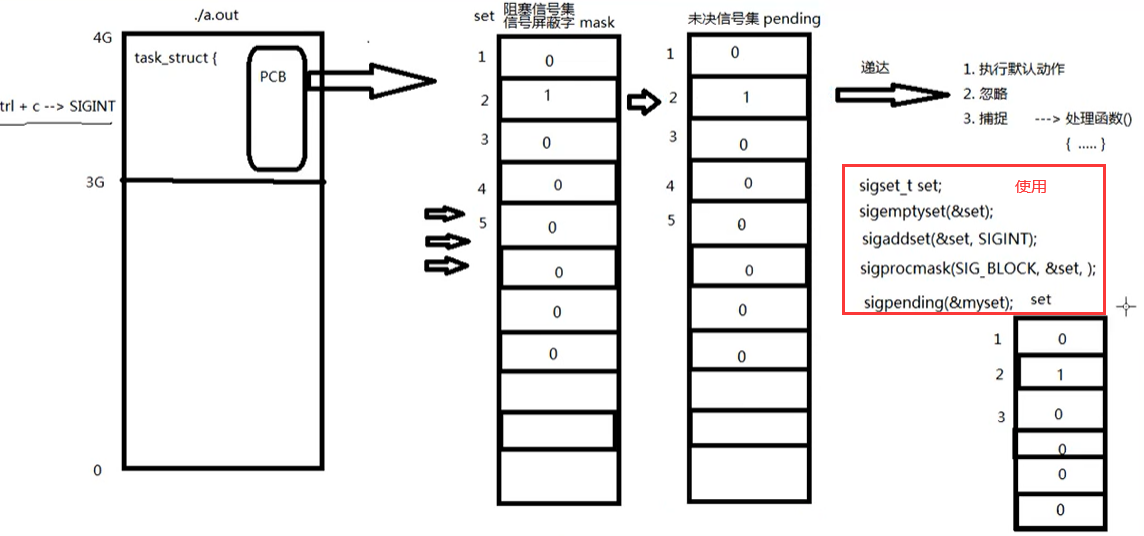 ./a.out
4G
task_struct {
PCB
trl + c --> SIGINT
3G
0
set
阻塞信号集
信号屏蔽字 mask
1
0
2
1
3
0
4
0
5
0
0
0
0
未决信号集 pending
1
0
2
1
3
0
4
0
5
0
0
0
0
递达
1. 执行默认动作
2. 忽略
3. 捕捉 ---> 处理函数()
{ ..... }
sigset_t set; 使用
sigemptyset(&set);
sigaddset(&set, SIGINT);
sigprocmask(SIG_BLOCK, &set, );
sigpending(&myset); set
1
0
2
1
3
0
0
0
0